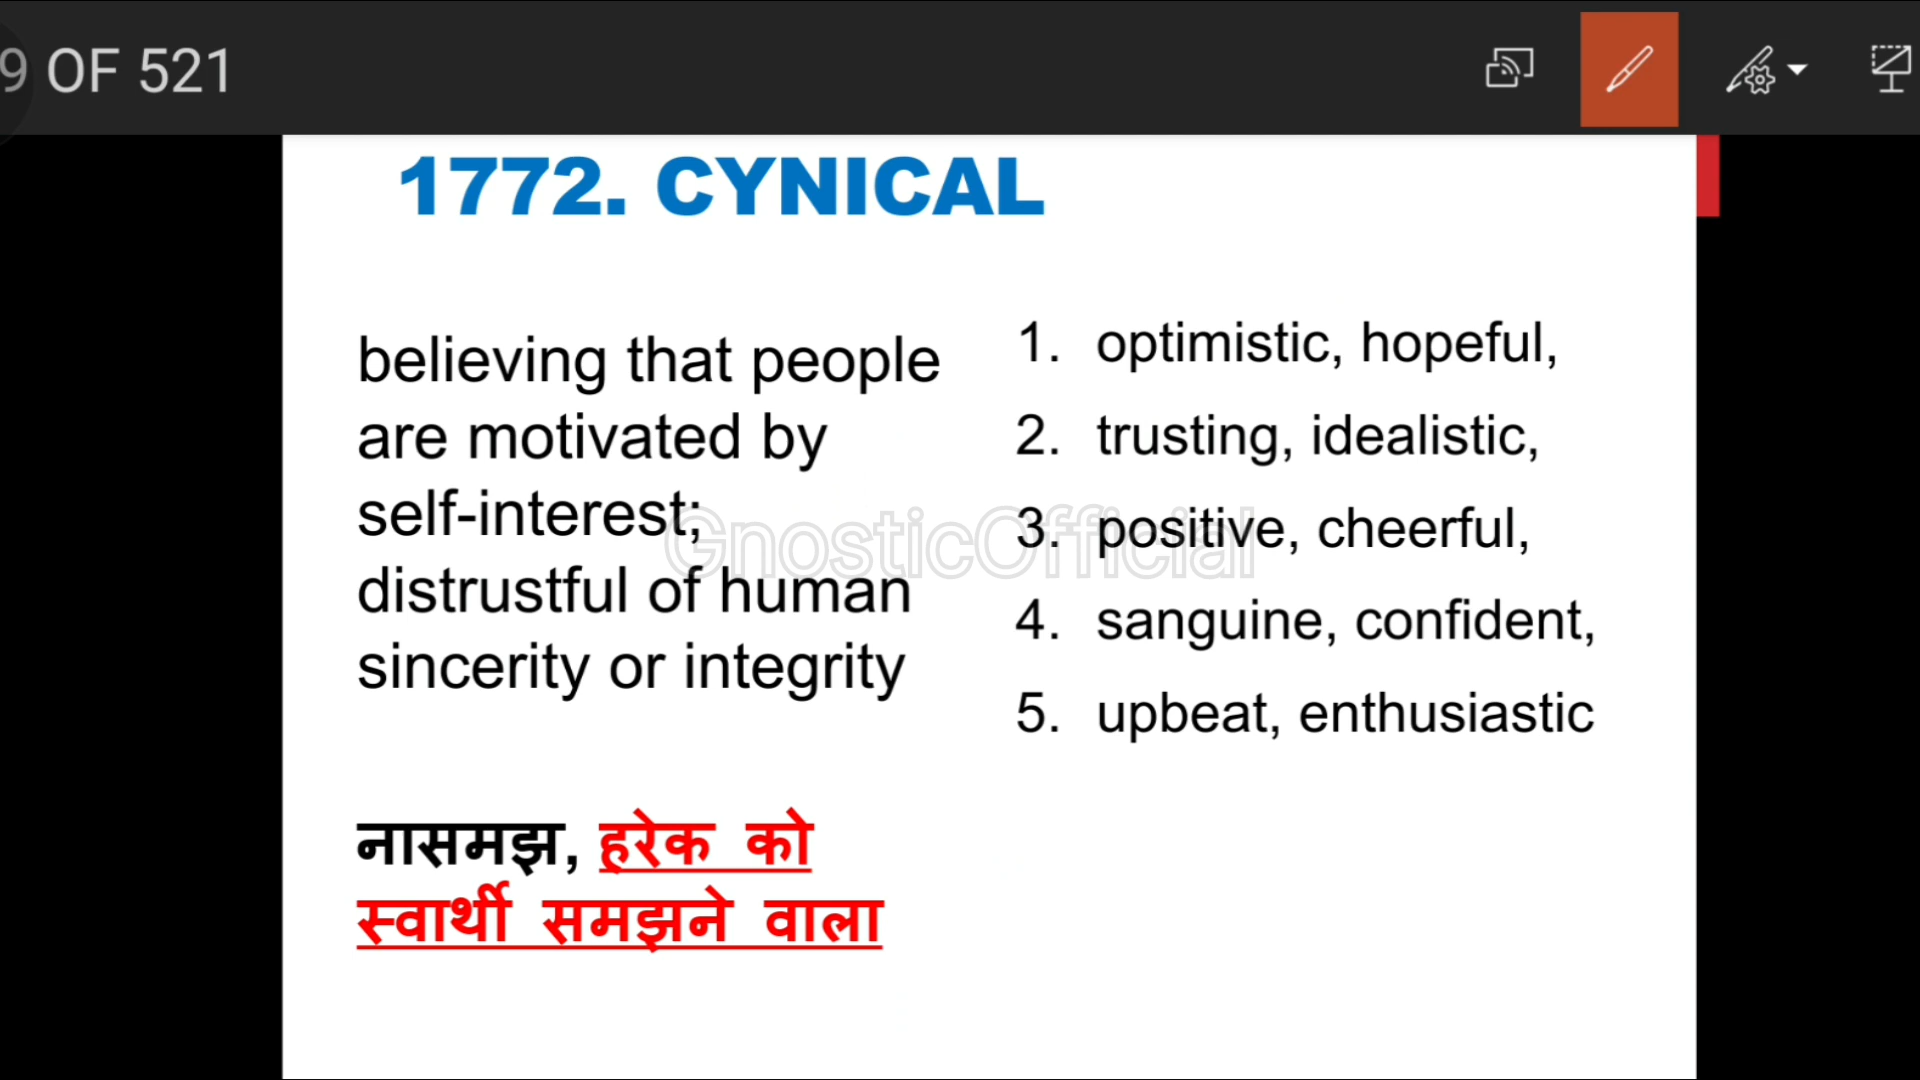 9 OF 521
1772. CYNICAL
believing that people
are motivated by
self-interest;
distrustful of human
sincerity or integrity
नासमझ, हरेक को
स्वार्थी समझने वाला
1. optimistic, hopeful,
2. trusting, idealistic,
3. positive, cheerful,
4. sanguine, confident,
5. upbeat, enthusiastic
GnosticOfficial